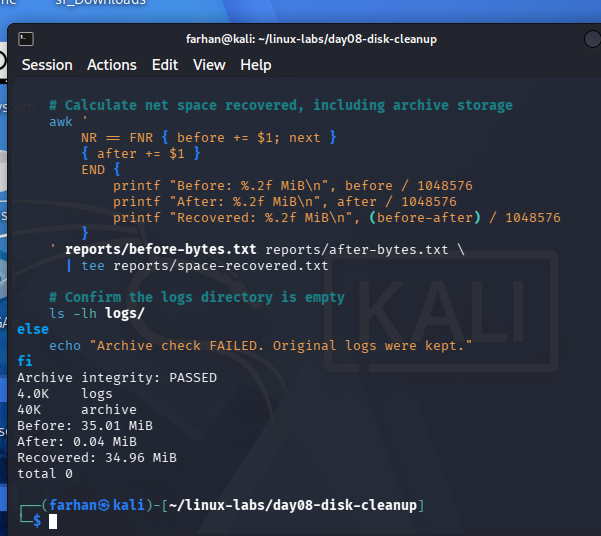 sf_Downloads
farhan@kali: ~/linux-labs/day08-disk-cleanup
Session Actions Edit View Help
# Calculate net space recovered, including archive storage
awk '
NR == FNR { before += $1; next }
{ after += $1 }
END {
printf "Before: %.2f MiB\n", before / 1048576
printf "After: %.2f MiB\n", after / 1048576
printf "Recovered: %.2f MiB\n", (before-after) / 1048576
}
' reports/before-bytes.txt reports/after-bytes.txt \
| tee reports/space-recovered.txt
# Confirm the logs directory is empty
ls -lh logs/
else
echo "Archive check FAILED. Original logs were kept."
fi
Archive integrity: PASSED
4.0K logs
40K archive
Before: 35.01 MiB
After: 0.04 MiB
Recovered: 34.96 MiB
total 0
┌──(farhan㉿kali)-[~/linux-labs/day08-disk-cleanup]
└─$
KALI